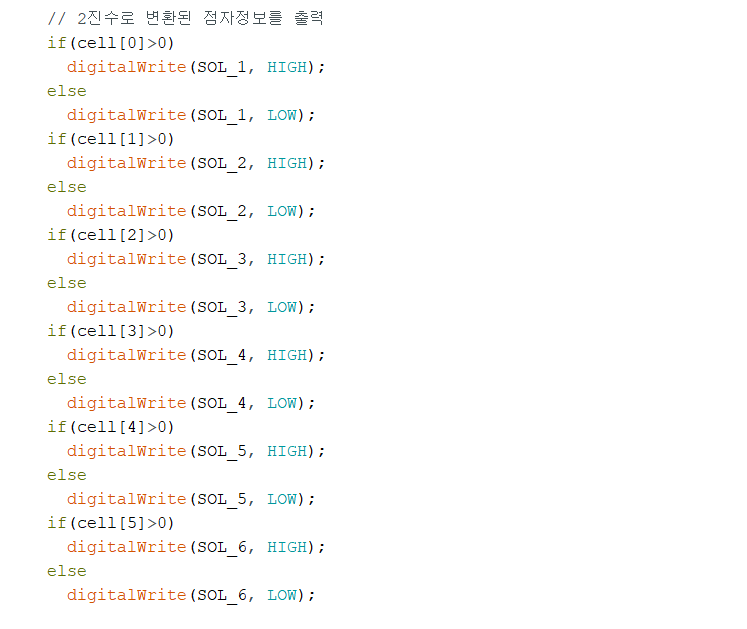 // 2진수로 변환된 점자정보를 출력
if(cell[0]>0)
digitalWrite(SOL_1, HIGH);
else
digitalWrite(SOL_1, LOW);
if(cell[1]>0)
digitalWrite(SOL_2, HIGH);
else
digitalWrite(SOL_2, LOW);
if(cell[2]>0)
digitalWrite(SOL_3, HIGH);
else
digitalWrite(SOL_3, LOW);
if(cell[3]>0)
digitalWrite(SOL_4, HIGH);
else
digitalWrite(SOL_4, LOW);
if(cell[4]>0)
digitalWrite(SOL_5, HIGH);
else
digitalWrite(SOL_5, LOW);
if(cell[5]>0)
digitalWrite(SOL_6, HIGH);
else
digitalWrite(SOL_6, LOW);